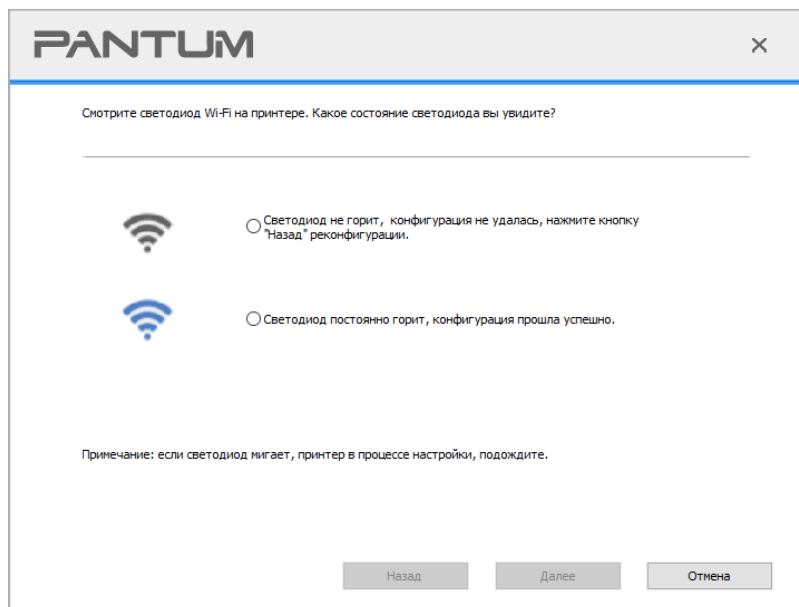 PANTUM
Смотрите светодиод Wi-Fi на принтере. Какое состояние светодиода вы увидите?
Светодиод не горит, конфигурация не удалась, нажмите кнопку
"Назад" реконфигурации.
Светодиод постоянно горит, конфигурация прошла успешно.
Примечание: если светодиод мигает, принтер в процессе настройки, подождите.
Назад
Далее
Отмена